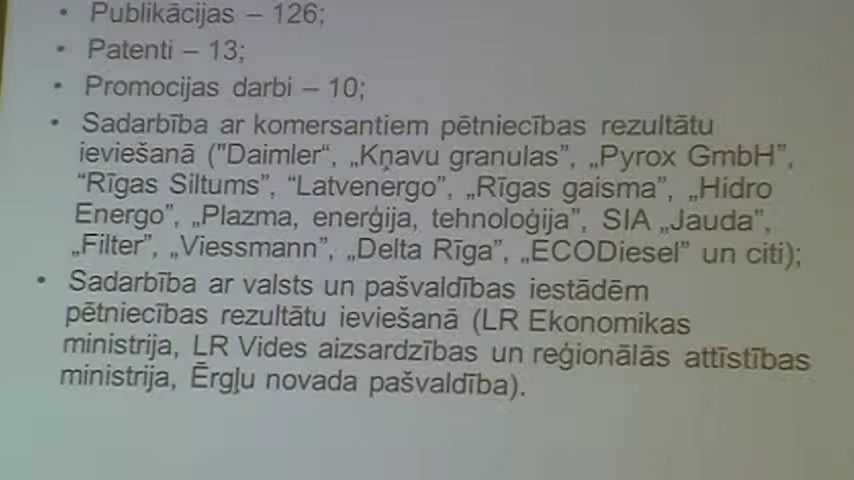 • Publikācijas – 126;
• Patenti – 13;
• Promocijas darbi – 10;
• Sadarbība ar komersantiem pētniecības rezultātu
ieviešanā ("Daimler“, „Kņavu granulas”, „Pyrox GmbH”,
“Rīgas Siltums”, “Latvenergo”, „Rīgas gaisma”, „Hidro
Energo”, „Plazma, enerģija, tehnoloģija”, SIA „Jauda”,
„Filter”, „Viessmann”, „Delta Rīga”, „ECODiesel” un citi);
• Sadarbība ar valsts un pašvaldības iestādēm
pētniecības rezultātu ieviešanā (LR Ekonomikas
ministrija, LR Vides aizsardzības un reģionālās attīstības
ministrija, Ērgļu novada pašvaldība).